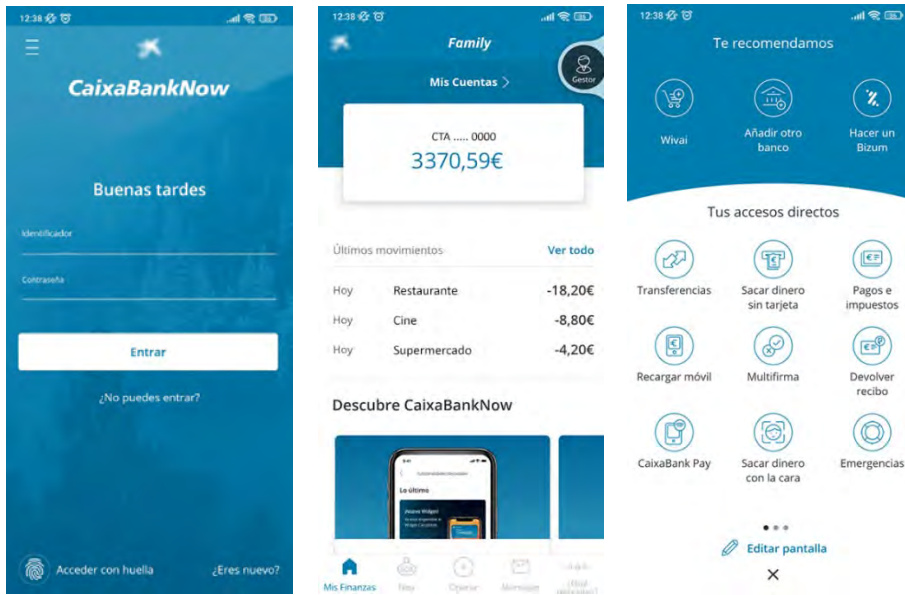 12:38
CaixaBankNow
Buenas tardes
Identificador
Contraseña
Entrar
¿No puedes entrar?
Acceder con huella
¿Eres nuevo?
12:38
Family
Gestor
Mis Cuentas >
CTA ..... 0000
3370,59€
Últimos movimientos
Ver todo
Hoy Restaurante -18,20€
Hoy Cine -8,80€
Hoy Supermercado -4,20€
Descubre CaixaBankNow
Lo último
Mis Finanzas
Operar
12:38
Te recomendamos
Wivai
Añadir otro
banco
Hacer un
Bizum
Tus accesos directos
Transferencias
Sacar dinero
sin tarjeta
Pagos e
impuestos
Recargar móvil
Multifirma
Devolver
recibo
CaixaBank Pay
Sacar dinero
con la cara
Emergencias
Editar pantalla